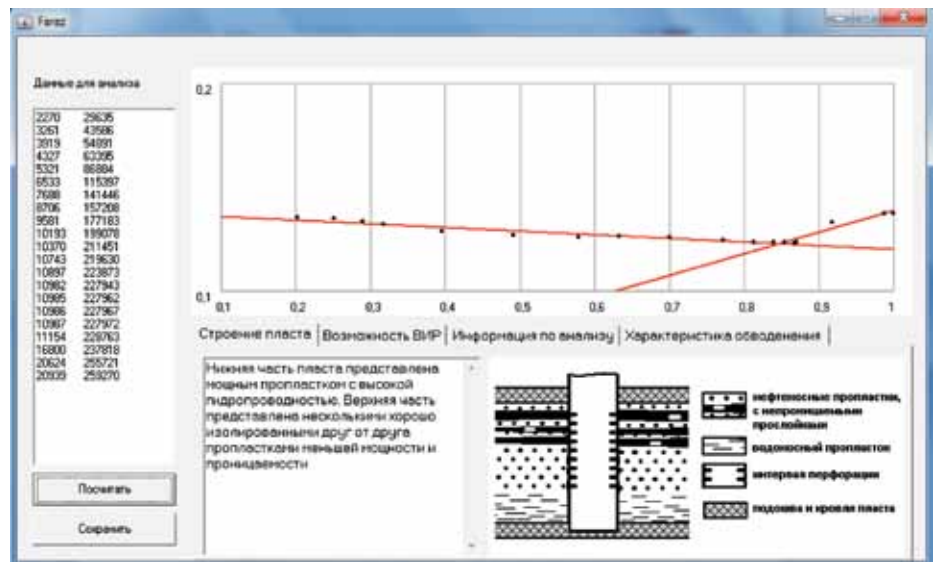 Faraz
Данные для анализа
2270 29635
3261 43586
3919 54891
4327 63395
5321 86884
6533 115397
7688 141446
8706 157208
9581 177183
10193 199078
10370 211451
10743 219630
10897 223873
10982 227943
10985 227962
10986 227967
10987 227972
11154 228763
16800 237818
20624 255721
20939 259270
Посчитать
Сохранить
0,2
0,1
0,1 0,2 0,3 0,4 0,5 0,6 0,7 0,8 0,9 1
Строение пласта Возможность ВИР Информация по анализу Характеристика обводнения
Нижняя часть пласта представлена
мощным пропластком с высокой
гидропроводностью. Верхняя часть
представлена несколькими хорошо
изолированными друг от друга
пропластками меньшей мощности и
проницаемости
нефтеносные пропластки,
с непроницаемыми
прослойками
водоносный пропласток
интервал перфорации
подошва и кровля пласта